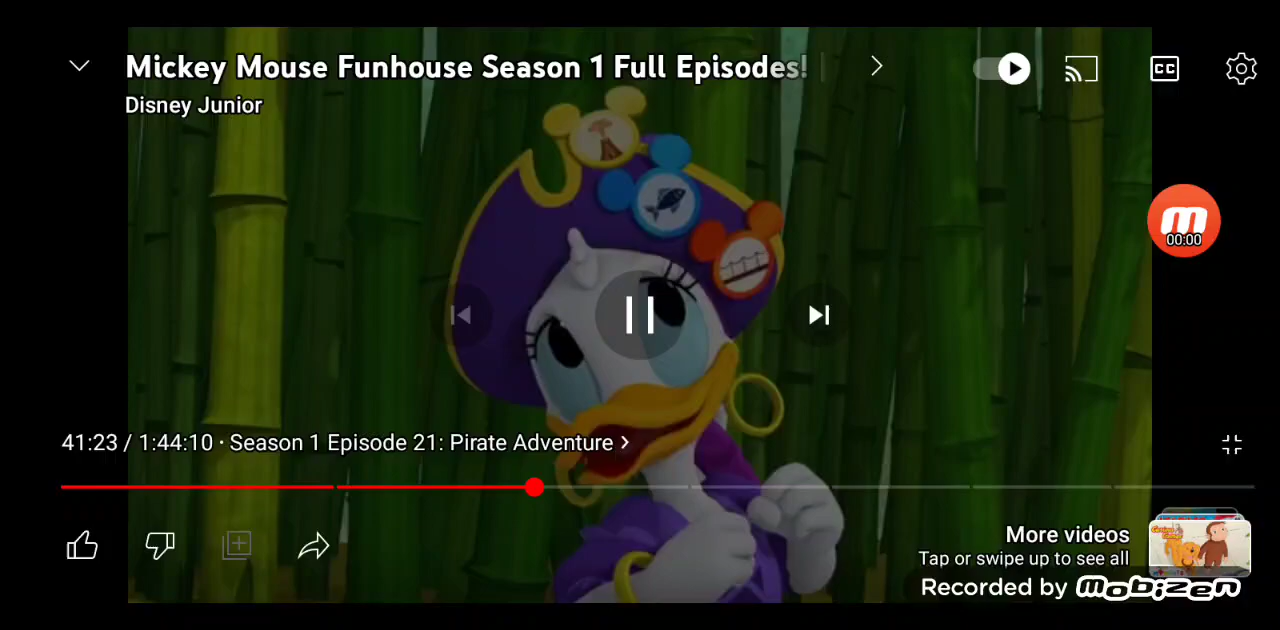 Mickey Mouse Funhouse Season 1 Full Episodes!
Disney Junior
CC
00:00
41:23 / 1:44:10 · Season 1 Episode 21: Pirate Adventure
More videos
Tap or swipe up to see all
Recorded by mobizen